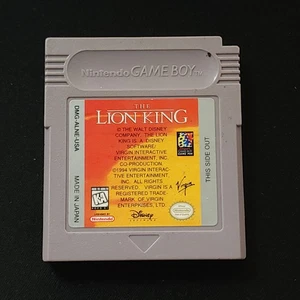 Nintendo GAME BOY
THE
LION KING
© THE WALT DISNEY
COMPANY. THE LION
KING IS A DISNEY
SOFTWARE/
VIRGIN INTERACTIVE
ENTERTAINMENT, INC.
CO-PRODUCTION.
©1994 VIRGIN INTERAC
TIVE ENTERTAINMENT,
INC. ALL RIGHTS
RESERVED. VIRGIN IS A
REGISTERED TRADE
MARK OF VIRGIN
ENTERPRISES, LTD.
DMG-ALNE-USA
MADE IN JAPAN
THIS SIDE OUT
Virgin
Disney